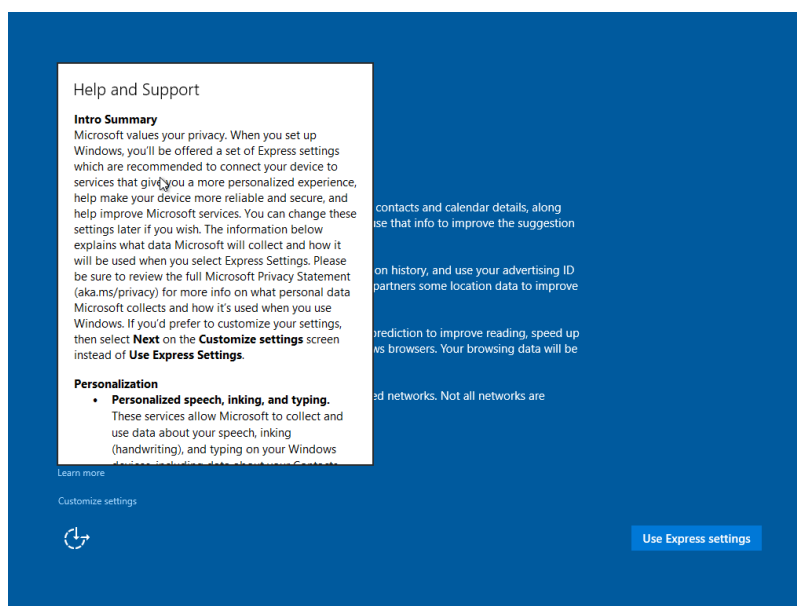 Help and Support
Intro Summary
Microsoft values your privacy. When you set up
Windows, you'll be offered a set of Express settings
which are recommended to connect your device to
services that give you a more personalized experience,
help make your device more reliable and secure, and
help improve Microsoft services. You can change these
settings later if you wish. The information below
explains what data Microsoft will collect and how it
will be used when you select Express Settings. Please
be sure to review the full Microsoft Privacy Statement
(aka.ms/privacy) for more info on what personal data
Microsoft collects and how it's used when you use
Windows. If you'd prefer to customize your settings,
then select Next on the Customize settings screen
instead of Use Express Settings.
Personalization
• Personalized speech, inking, and typing.
These services allow Microsoft to collect and
use data about your speech, inking
(handwriting), and typing on your Windows
devices, including data about your Contacts
contacts and calendar details, along
use that info to improve the suggestion
on history, and use your advertising ID
partners some location data to improve
prediction to improve reading, speed up
browsers. Your browsing data will be
networks. Not all networks are
Learn more
Customize settings
Use Express settings